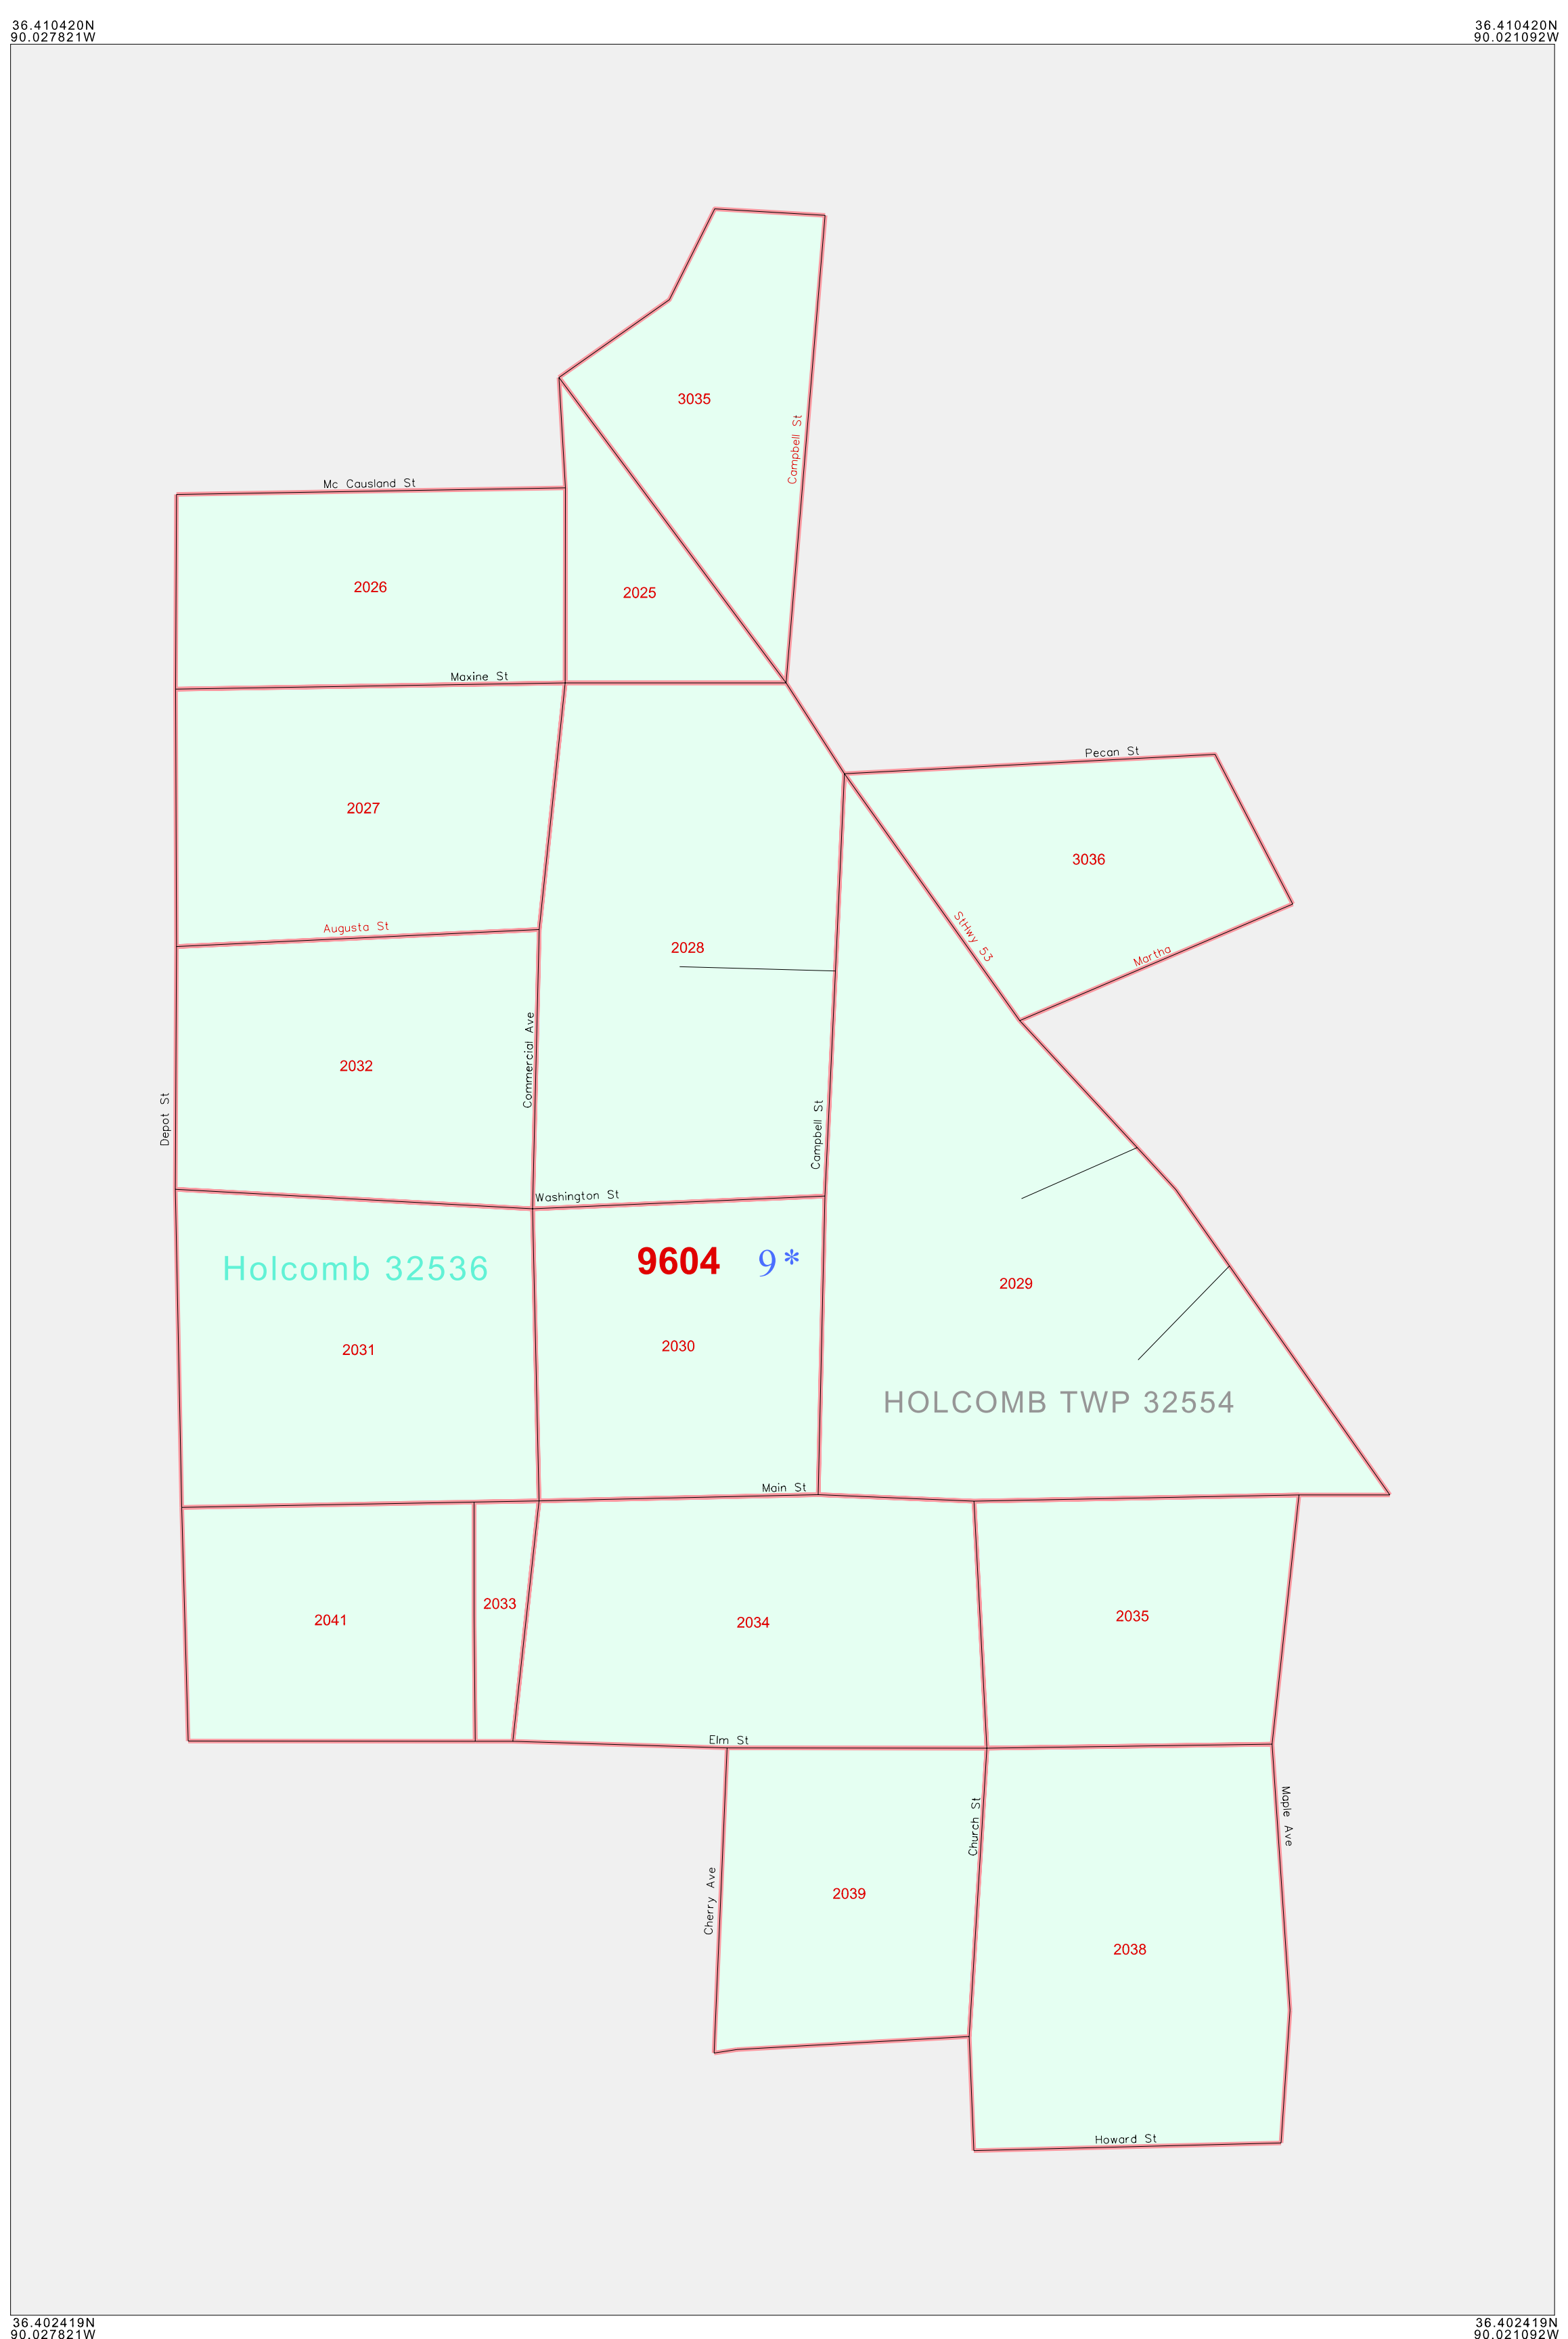 36.410420N
90.027821W
36.410420N
90.021092W
3035
Campbell St
Mc Causland St
2026
2025
Maxine St
Pecan St
2027
3036
Augusta St
StHwy 53
Martha
2028
Commercial Ave
2032
Depot St
Campbell St
Washington St
Holcomb 32536
9604
9*
2029
2031
2030
HOLCOMB TWP 32554
Main St
2041
2033
2034
2035
Elm St
Church St
Maple Ave
Cherry Ave
2039
2038
Howard St
36.402419N
90.027821W
36.402419N
90.021092W